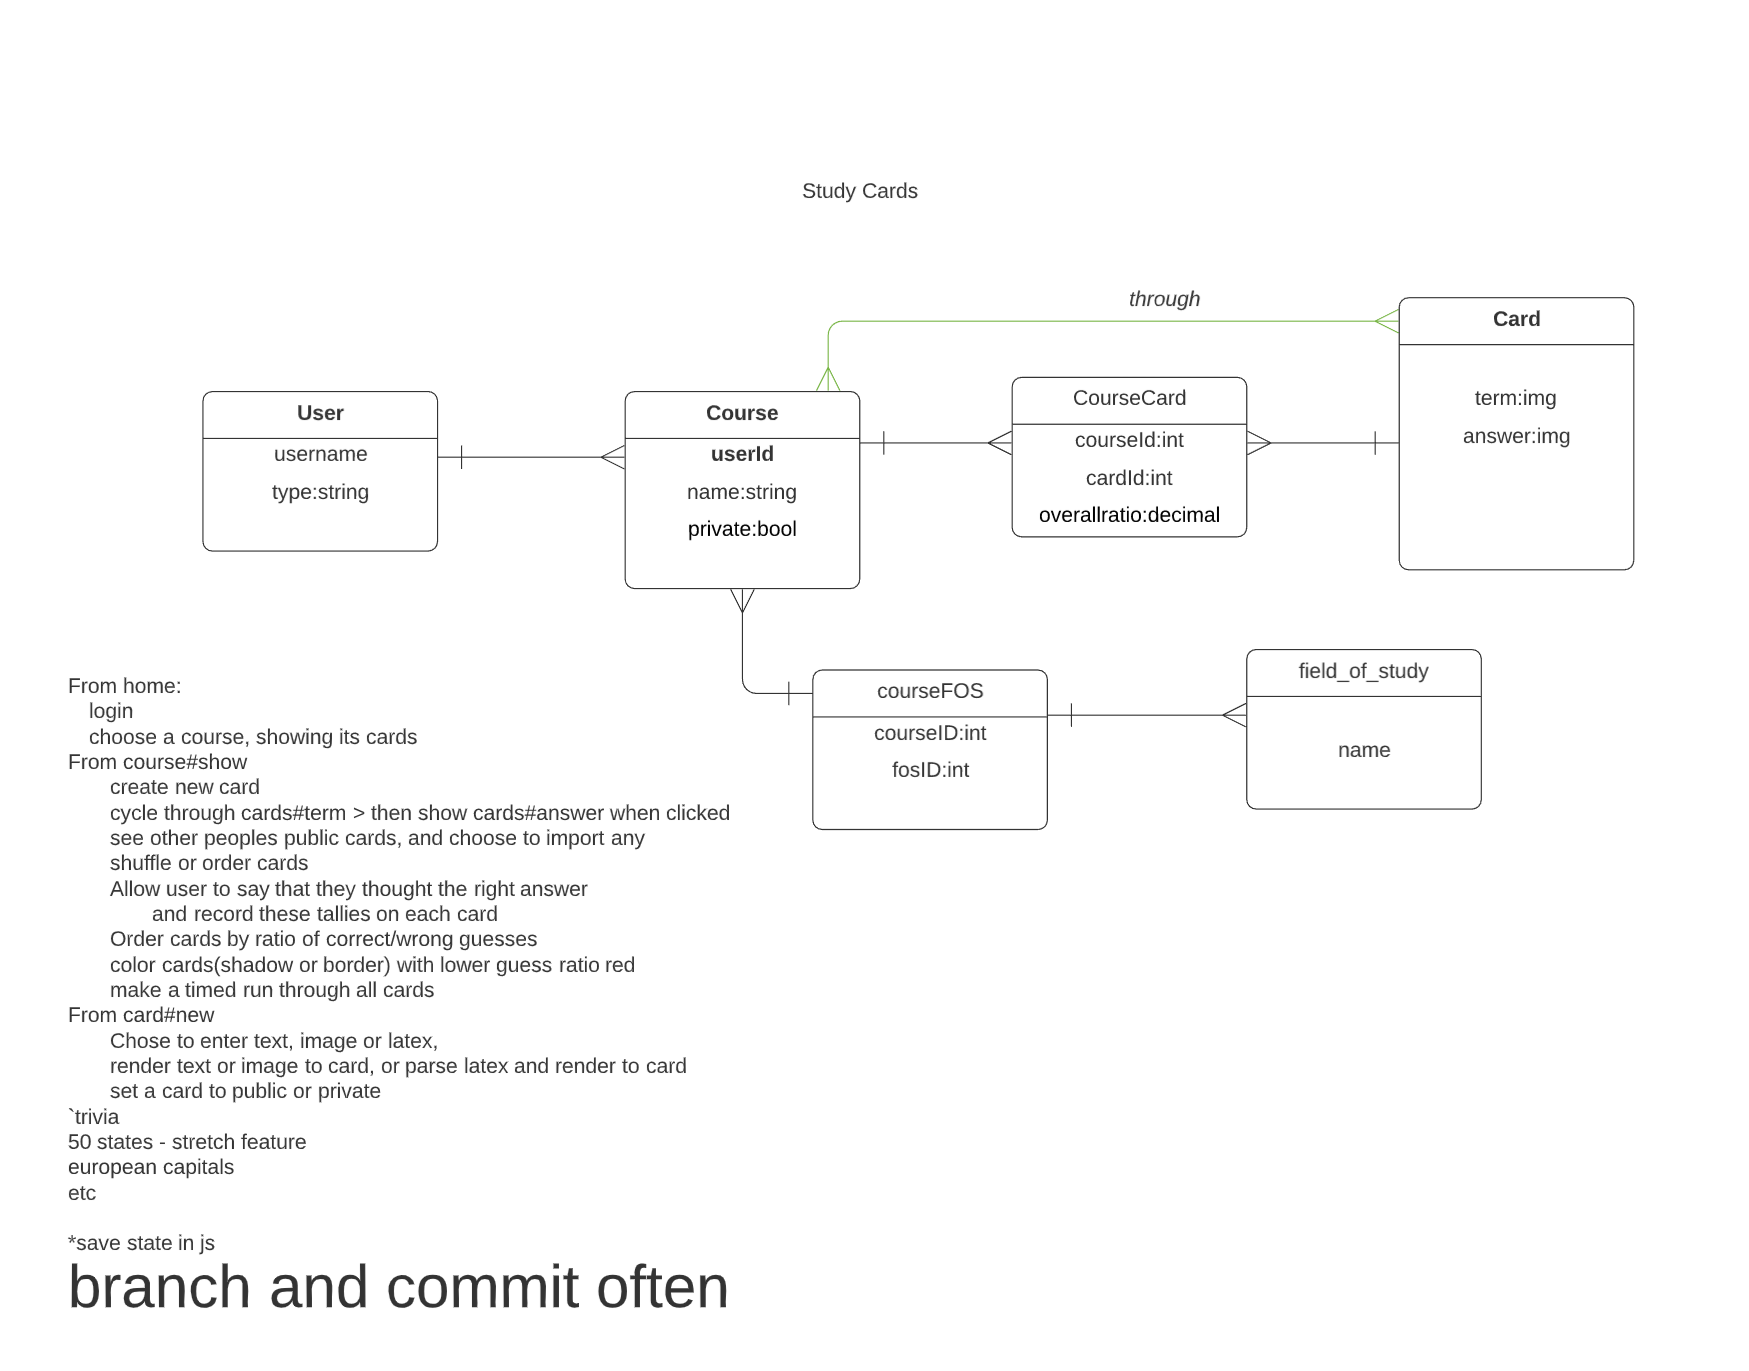 Study Cards
through
User
username
type:string
Course
userId
name:string
private:bool
CourseCard
courseId:int
cardId:int
overallratio:decimal
Card
term:img
answer:img
courseFOS
courseID:int
fosID:int
field_of_study
name
From home:
login
choose a course, showing its cards
From course#show
create new card
cycle through cards#term > then show cards#answer when clicked
see other peoples public cards, and choose to import any
shuffle or order cards
Allow user to say that they thought the right answer
and record these tallies on each card
Order cards by ratio of correct/wrong guesses
color cards(shadow or border) with lower guess ratio red
make a timed run through all cards
From card#new
Chose to enter text, image or latex,
render text or image to card, or parse latex and render to card
set a card to public or private
`trivia
50 states - stretch feature
european capitals
etc
*save state in js
branch and commit often